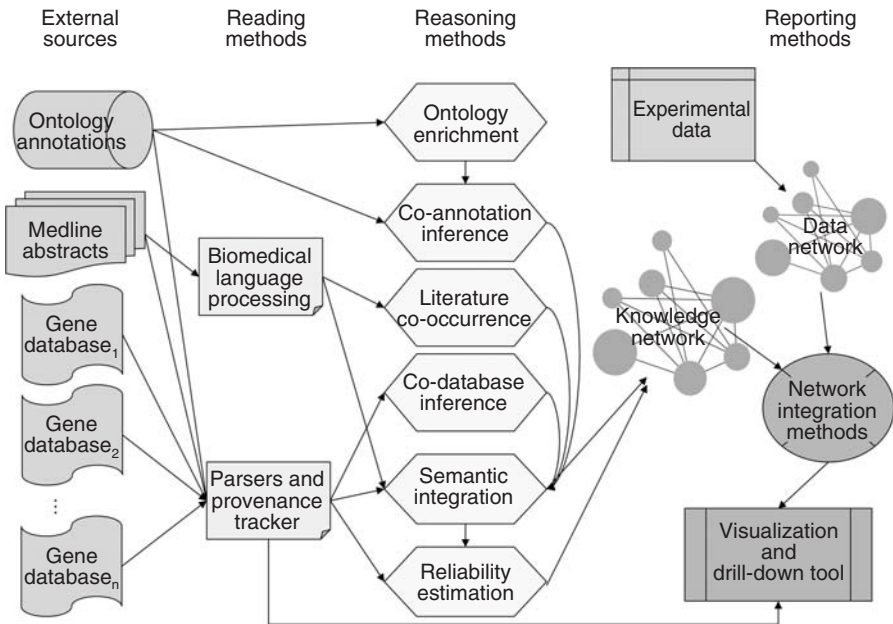 External
sources
Reading
methods
Reasoning
methods
Reporting
methods
Ontology
annotations
Medline
abstracts
Gene
database1
Gene
database2
⋮
Gene
databasen
Biomedical
language
processing
Parsers and
provenance
tracker
Ontology
enrichment
Co-annotation
inference
Literature
co-occurrence
Co-database
inference
Semantic
integration
Reliability
estimation
Experimental
data
Data
network
Knowledge
network
Network
integration
methods
Visualization
and
drill-down tool